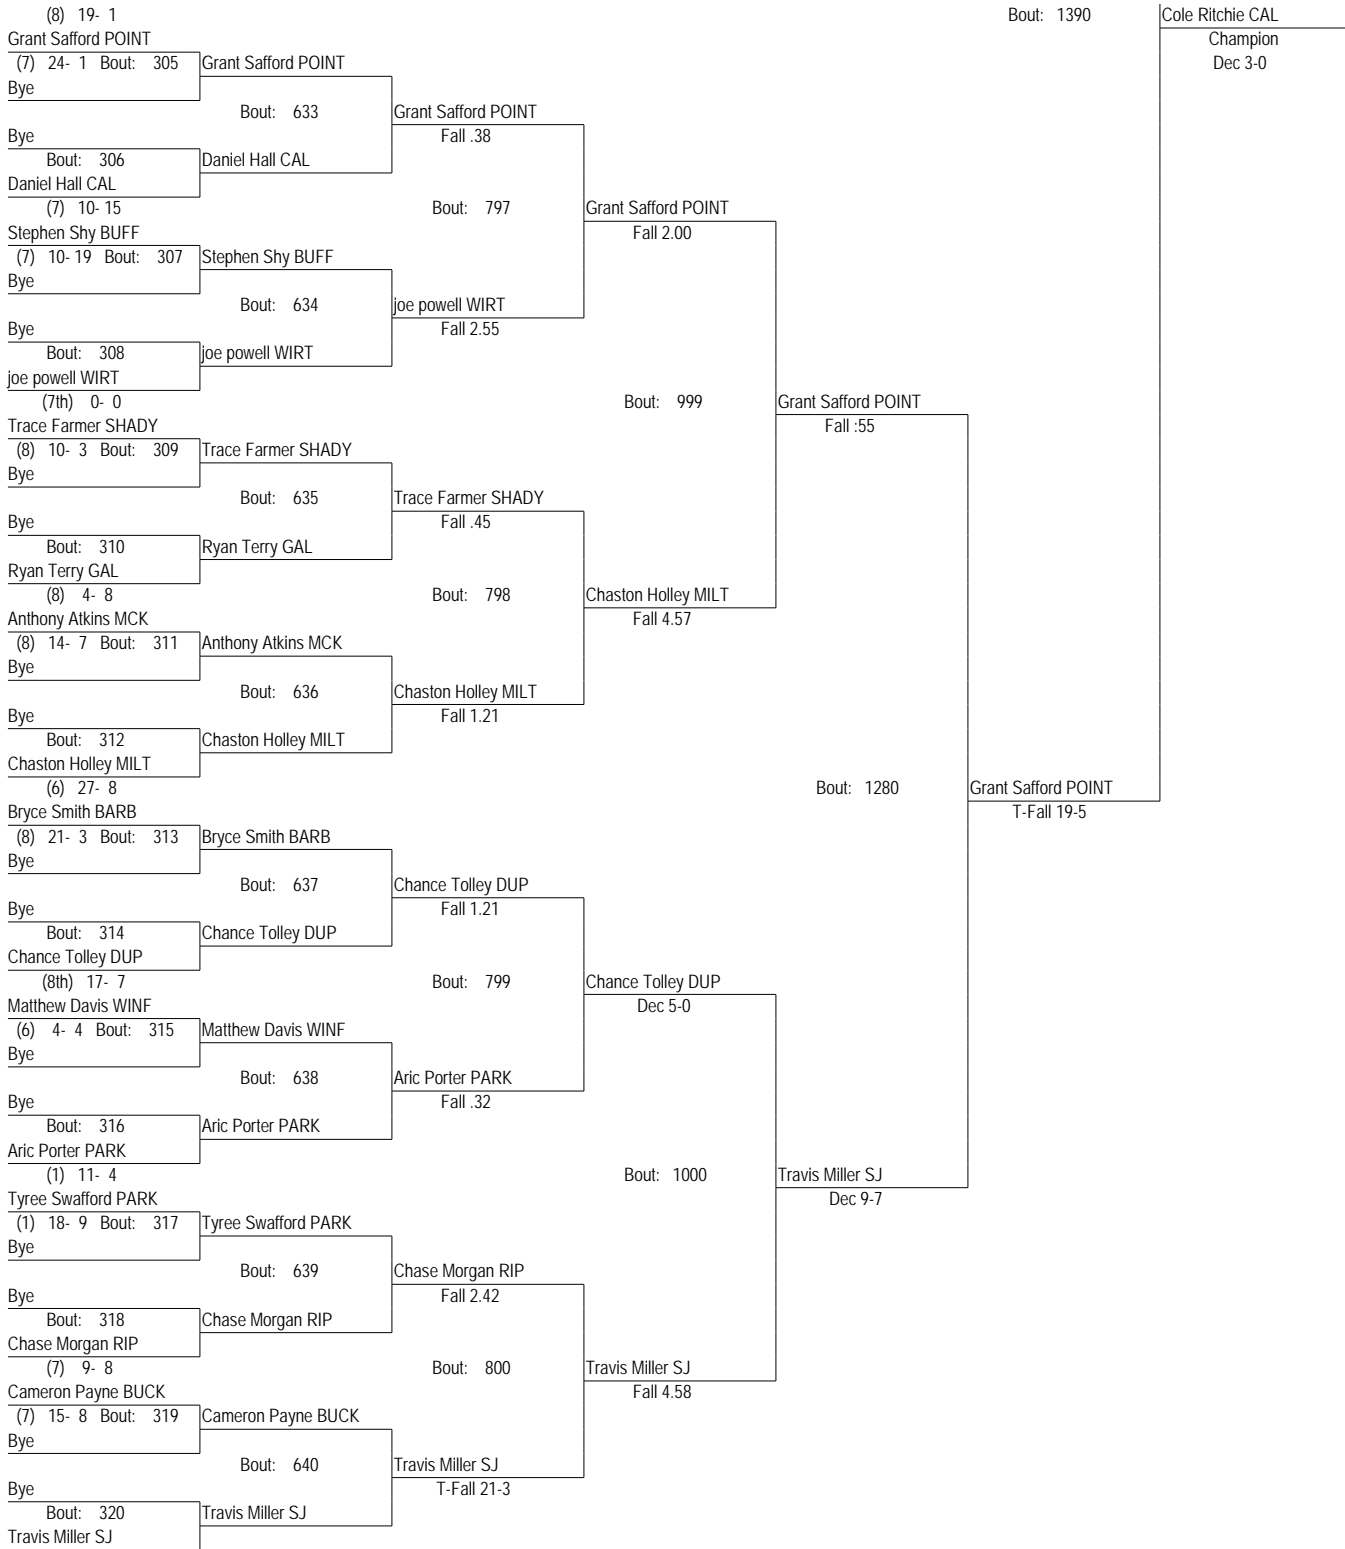 (8) 19- 1
Bout: 1390
Cole Ritchie CAL
Grant Safford POINT
Champion
(7) 24- 1 Bout: 305
Grant Safford POINT
Dec 3-0
Bye
Bout: 633
Grant Safford POINT
Bye
Fall .38
Bout: 306
Daniel Hall CAL
Daniel Hall CAL
(7) 10- 15
Bout: 797
Grant Safford POINT
Stephen Shy BUFF
Fall 2.00
(7) 10- 19 Bout: 307
Stephen Shy BUFF
Bye
Bout: 634
joe powell WIRT
Bye
Fall 2.55
Bout: 308
joe powell WIRT
joe powell WIRT
(7th) 0- 0
Bout: 999
Grant Safford POINT
Trace Farmer SHADY
Fall :55
(8) 10- 3 Bout: 309
Trace Farmer SHADY
Bye
Bout: 635
Trace Farmer SHADY
Bye
Fall .45
Bout: 310
Ryan Terry GAL
Ryan Terry GAL
(8) 4- 8
Bout: 798
Chaston Holley MILT
Anthony Atkins MCK
Fall 4.57
(8) 14- 7 Bout: 311
Anthony Atkins MCK
Bye
Bout: 636
Chaston Holley MILT
Bye
Fall 1.21
Bout: 312
Chaston Holley MILT
Chaston Holley MILT
(6) 27- 8
Bout: 1280
Grant Safford POINT
Bryce Smith BARB
T-Fall 19-5
(8) 21- 3 Bout: 313
Bryce Smith BARB
Bye
Bout: 637
Chance Tolley DUP
Bye
Fall 1.21
Bout: 314
Chance Tolley DUP
Chance Tolley DUP
(8th) 17- 7
Bout: 799
Chance Tolley DUP
Matthew Davis WINF
Dec 5-0
(6) 4- 4 Bout: 315
Matthew Davis WINF
Bye
Bout: 638
Aric Porter PARK
Bye
Fall .32
Bout: 316
Aric Porter PARK
Aric Porter PARK
(1) 11- 4
Bout: 1000
Travis Miller SJ
Tyree Swafford PARK
Dec 9-7
(1) 18- 9 Bout: 317
Tyree Swafford PARK
Bye
Bout: 639
Chase Morgan RIP
Bye
Fall 2.42
Bout: 318
Chase Morgan RIP
Chase Morgan RIP
(7) 9- 8
Bout: 800
Travis Miller SJ
Cameron Payne BUCK
Fall 4.58
(7) 15- 8 Bout: 319
Cameron Payne BUCK
Bye
Bout: 640
Travis Miller SJ
Bye
T-Fall 21-3
Bout: 320
Travis Miller SJ
Travis Miller SJ